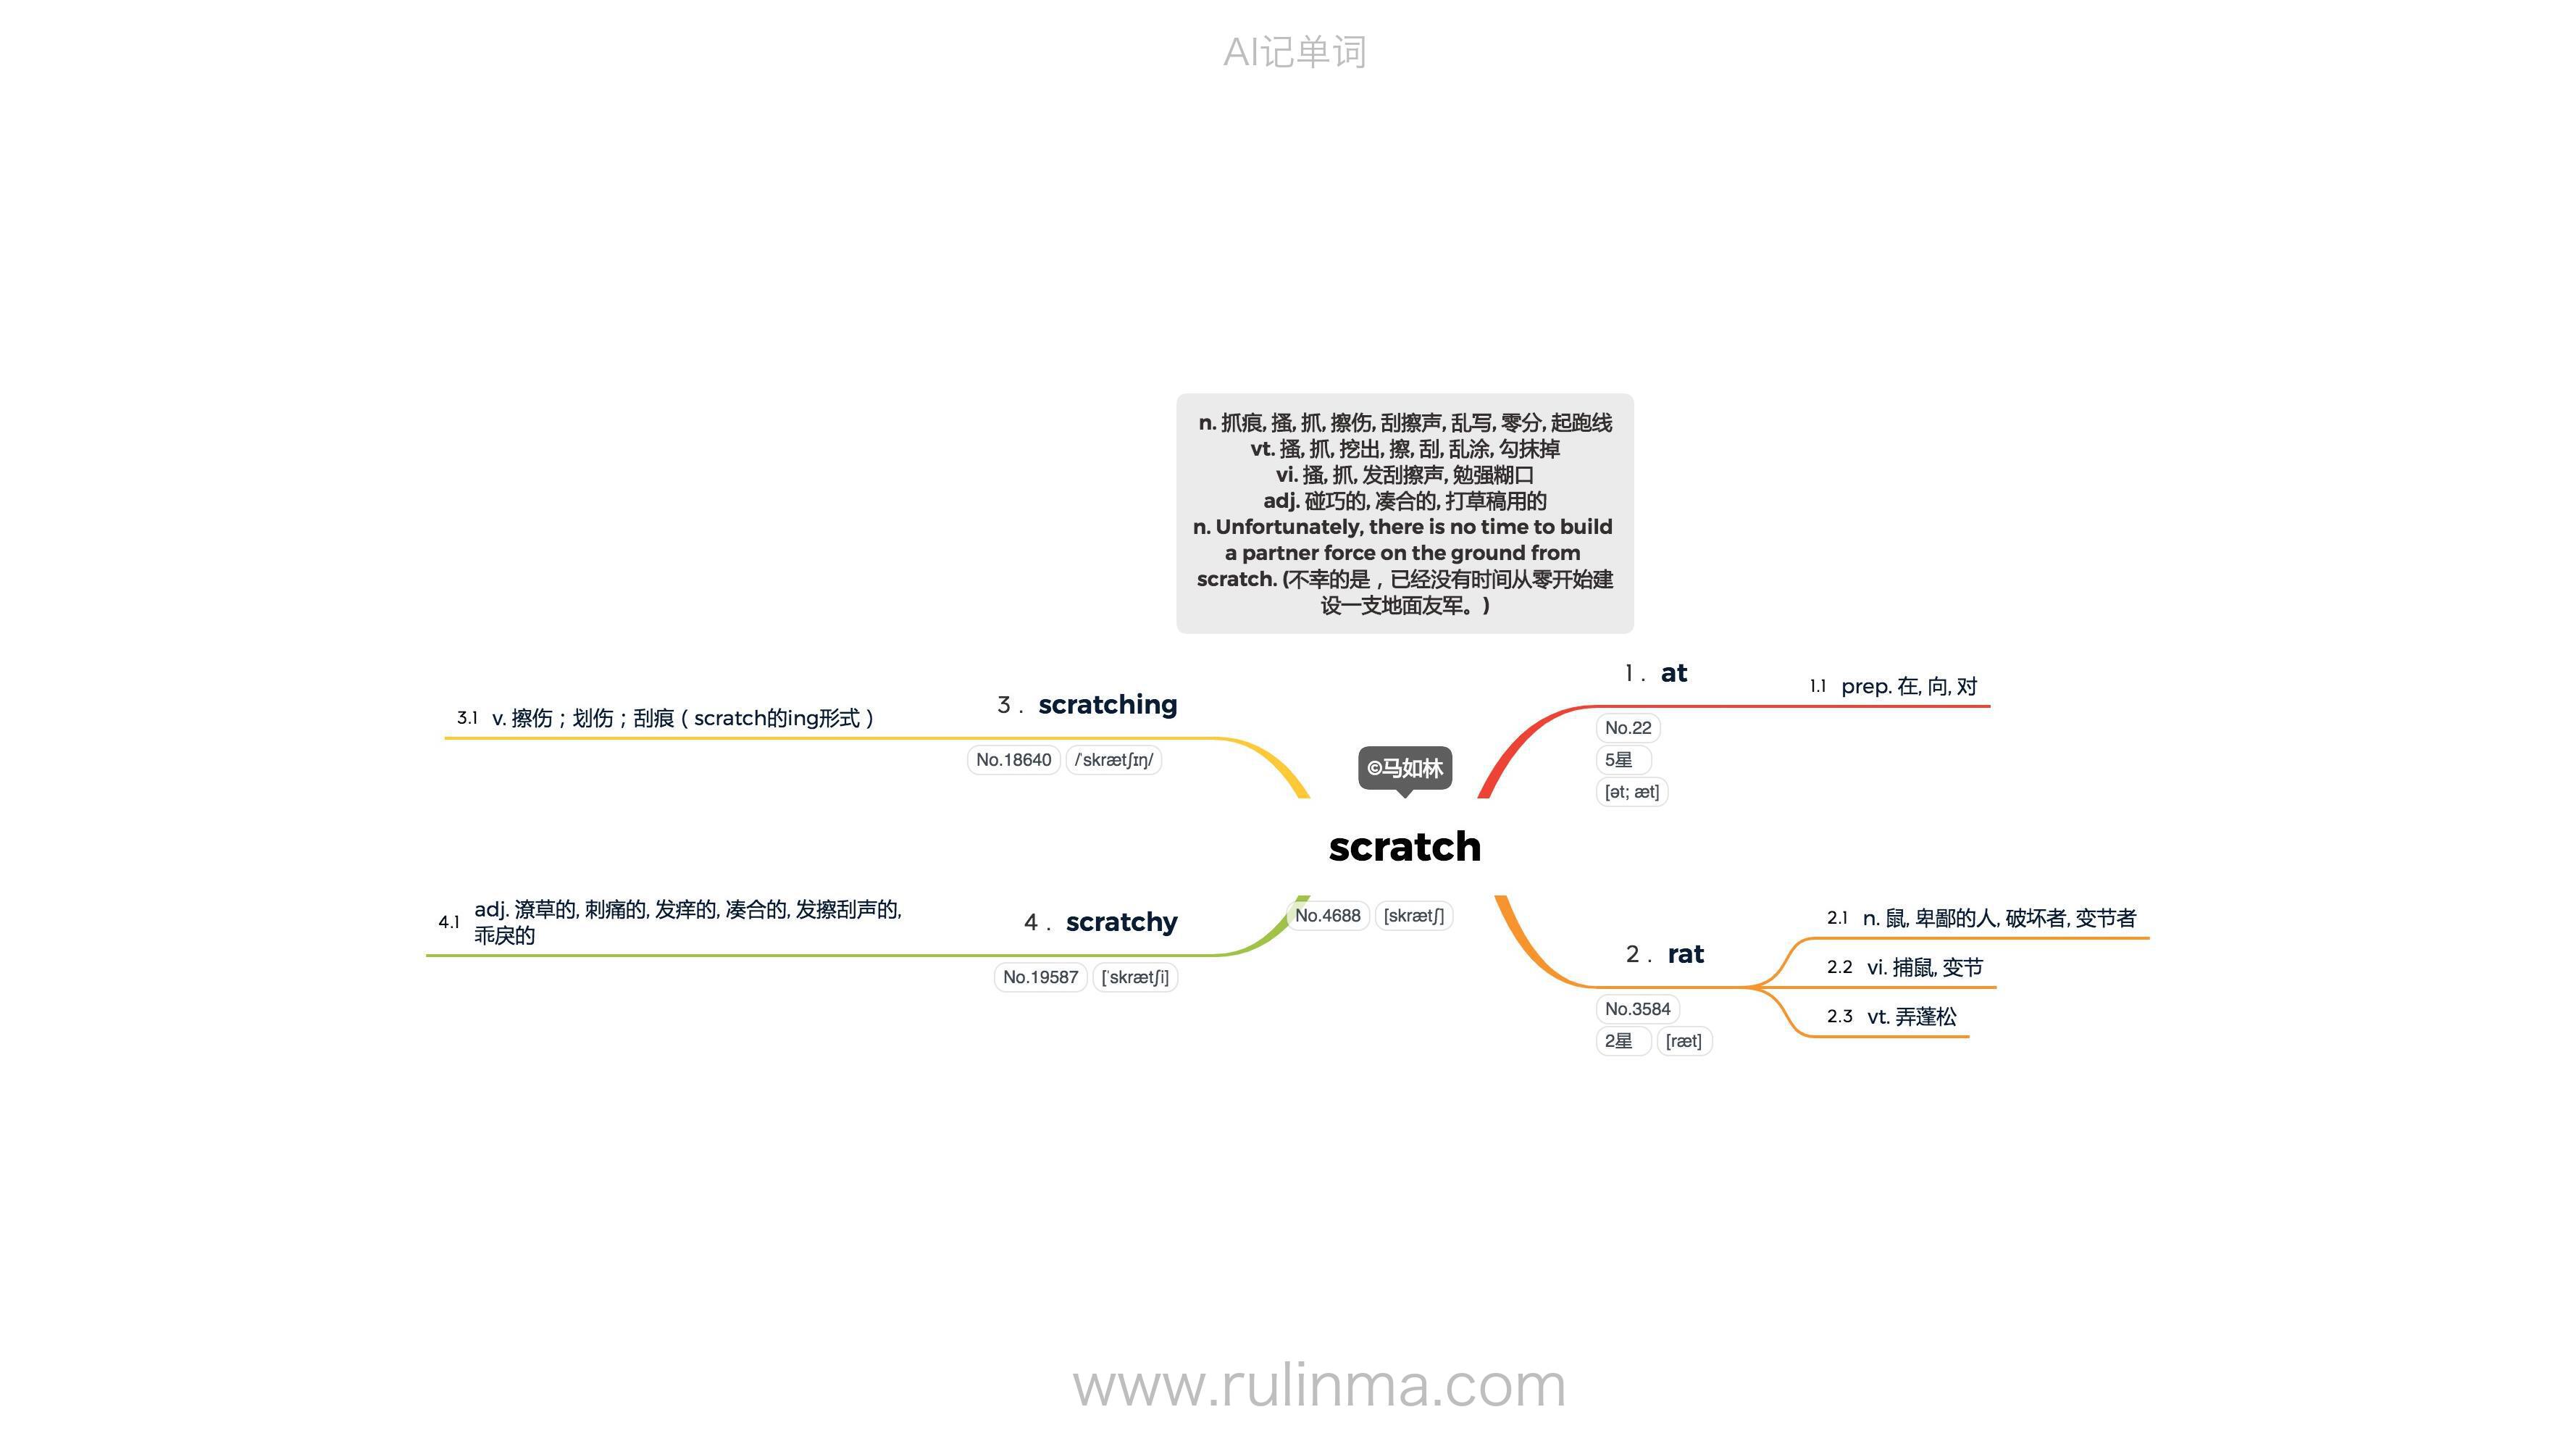 AI记单词
n. 抓痕, 搔, 抓, 擦伤, 刮擦声, 乱写, 零分, 起跑线
vt. 搔, 抓, 挖出, 擦, 刮, 乱涂, 勾抹掉
vi. 搔, 抓, 发刮擦声, 勉强糊口
adj. 碰巧的, 凑合的, 打草稿用的
n. Unfortunately, there is no time to build
a partner force on the ground from
scratch. (不幸的是，已经没有时间从零开始建
设一支地面友军。)
©马如林
scratch
No.4688 [skrætʃ]
1. at
No.22
5星
[ət; æt]
1.1 prep. 在, 向, 对
2. rat
No.3584
2星 [ræt]
2.1 n. 鼠, 卑鄙的人, 破坏者, 变节者
2.2 vi. 捕鼠, 变节
2.3 vt. 弄蓬松
3. scratching
No.18640 /ˈskrætʃɪŋ/
3.1 v. 擦伤；划伤；刮痕（scratch的ing形式）
4. scratchy
No.19587 [ˈskrætʃi]
4.1 adj. 潦草的, 刺痛的, 发痒的, 凑合的, 发擦刮声的,
乖戾的
www.rulinma.com